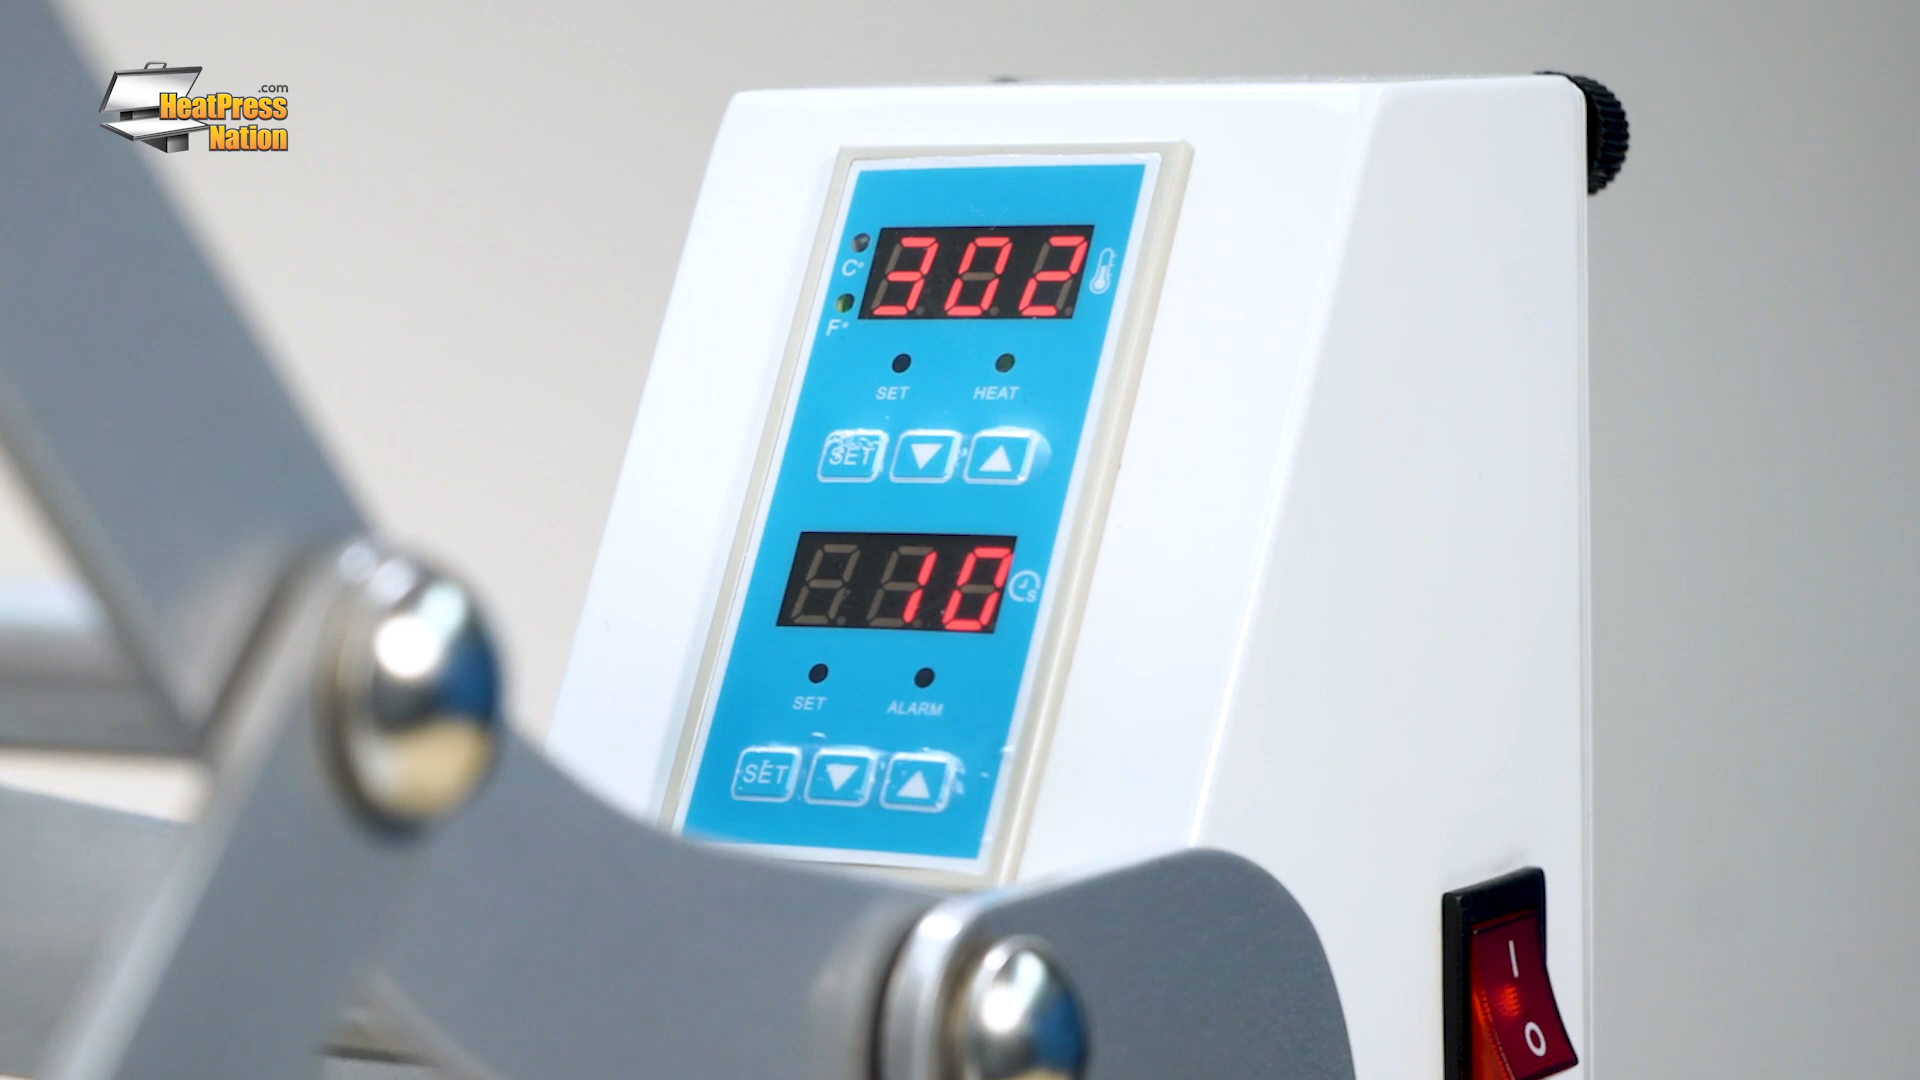 .com
HeatPress
Nation
302
C°
F°
SET HEAT
SET
10
S
SET ALARM
SET
I
O